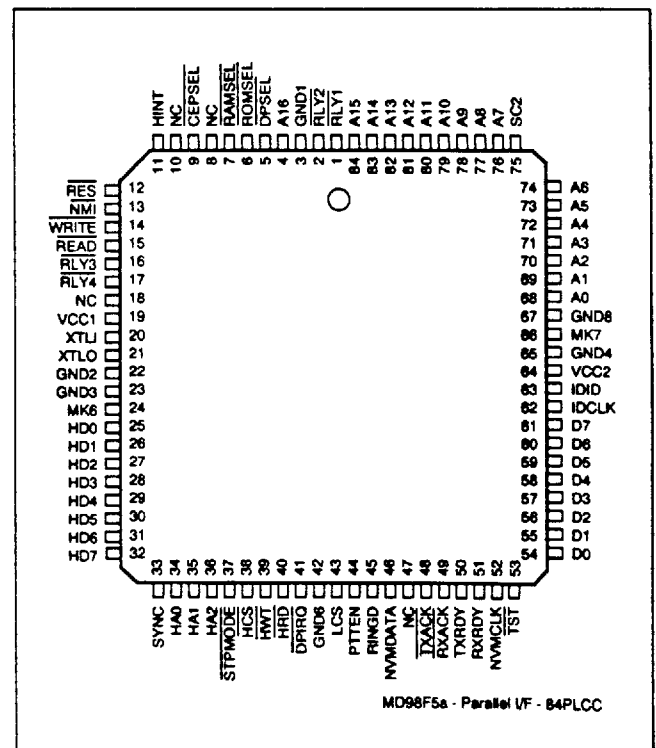 HINT NC CEPSEL NC RAMSEL ROMSEL DPSEL A16 GND1 RLY2 RLY1 A15 A14 A13 A12 A11 A10 A9 A8 A7 SC2
11 10 9 8 7 6 5 4 3 2 1 84 83 82 81 80 79 78 77 76 75
RES 12
NMI 13
WRITE 14
READ 15
RLY3 16
RLY4 17
NC 18
VCC1 19
XTLI 20
XTLO 21
GND2 22
GND3 23
MK6 24
HD0 25
HD1 26
HD2 27
HD3 28
HD4 29
HD5 30
HD6 31
HD7 32
74 A6
73 A5
72 A4
71 A3
70 A2
69 A1
68 A0
67 GND8
66 MK7
65 GND4
64 VCC2
63 IDID
62 IDCLK
61 D7
60 D6
59 D5
58 D4
57 D3
56 D2
55 D1
54 D0
33 34 35 36 37 38 39 40 41 42 43 44 45 46 47 48 49 50 51 52 53
SYNC HA0 HA1 HA2 STPMODE HCS HWT HRD DPIRQ GND6 LCS PTTEN RINGD NVMDATA NC TXACK RXACK TXRDY RXRDY NVMCLK TST
MD98F5a - Parallel I/F - 84PLCC